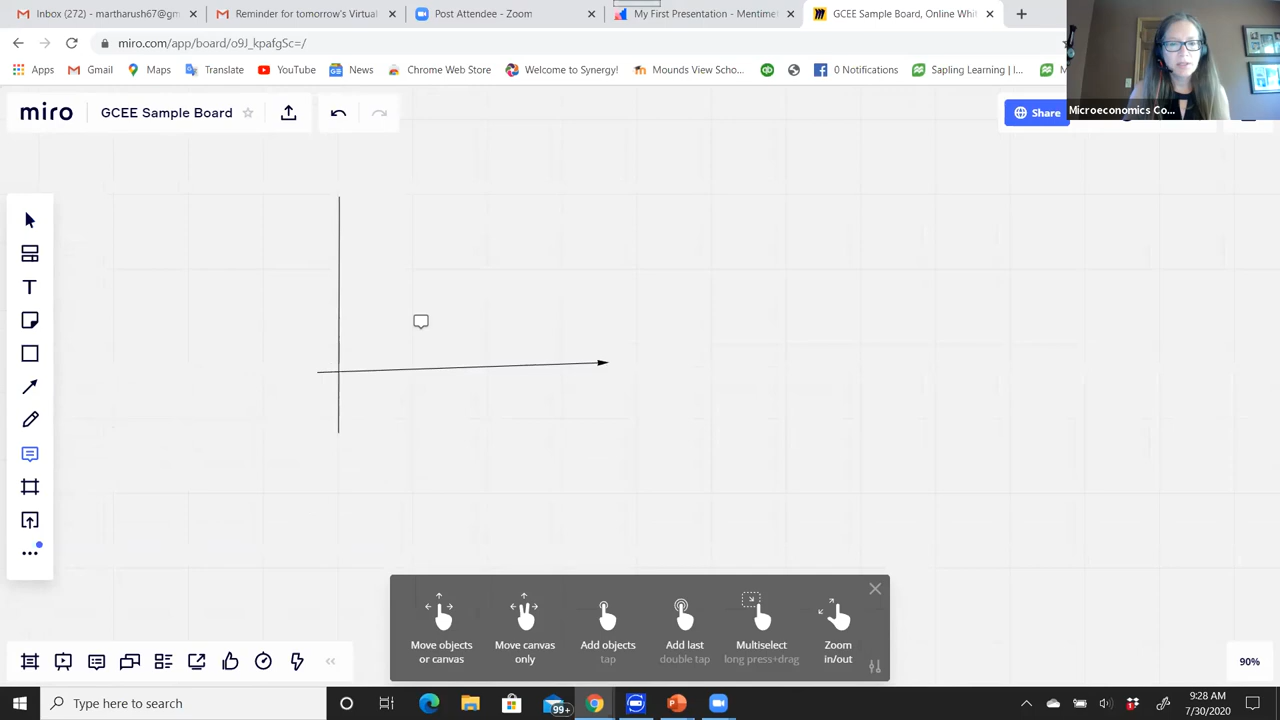 Inbox (272) - marthrush67@gm
Reminder for tomorrow's Virtual
Post Attendee - Zoom
My First Presentation - Mentime
GCEE Sample Board, Online Whit
miro.com/app/board/o9J_kpafgSc=/
Apps
Gmail
Maps
Translate
YouTube
News
Chrome Web Store
Welcome to Synergy!
Mounds View Scho...
0 Notifications
Sapling Learning | I...
miro
GCEE Sample Board
Share
Microeconomics Co...
T
Move objects
or canvas
Move canvas
only
Add objects
tap
Add last
double tap
Multiselect
long press+drag
Zoom
in/out
90%
Type here to search
99+
9:28 AM
7/30/2020